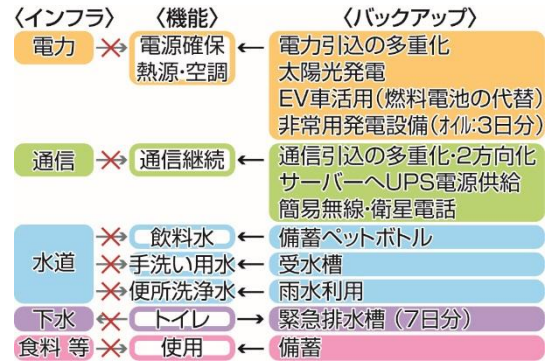 〈インフラ〉 〈機能〉 〈バックアップ〉
電力 電源確保 電力引込の多重化
熱源・空調 太陽光発電
EV車活用(燃料電池の代替)
非常用発電設備(オイル:3日分)
通信 通信継続 通信引込の多重化・2方向化
サーバーへUPS電源供給
簡易無線・衛星電話
水道 飲料水 備蓄ペットボトル
手洗い用水 受水槽
便所洗浄水 雨水利用
下水 トイレ 緊急排水槽(7日分)
食料 等 使用 備蓄